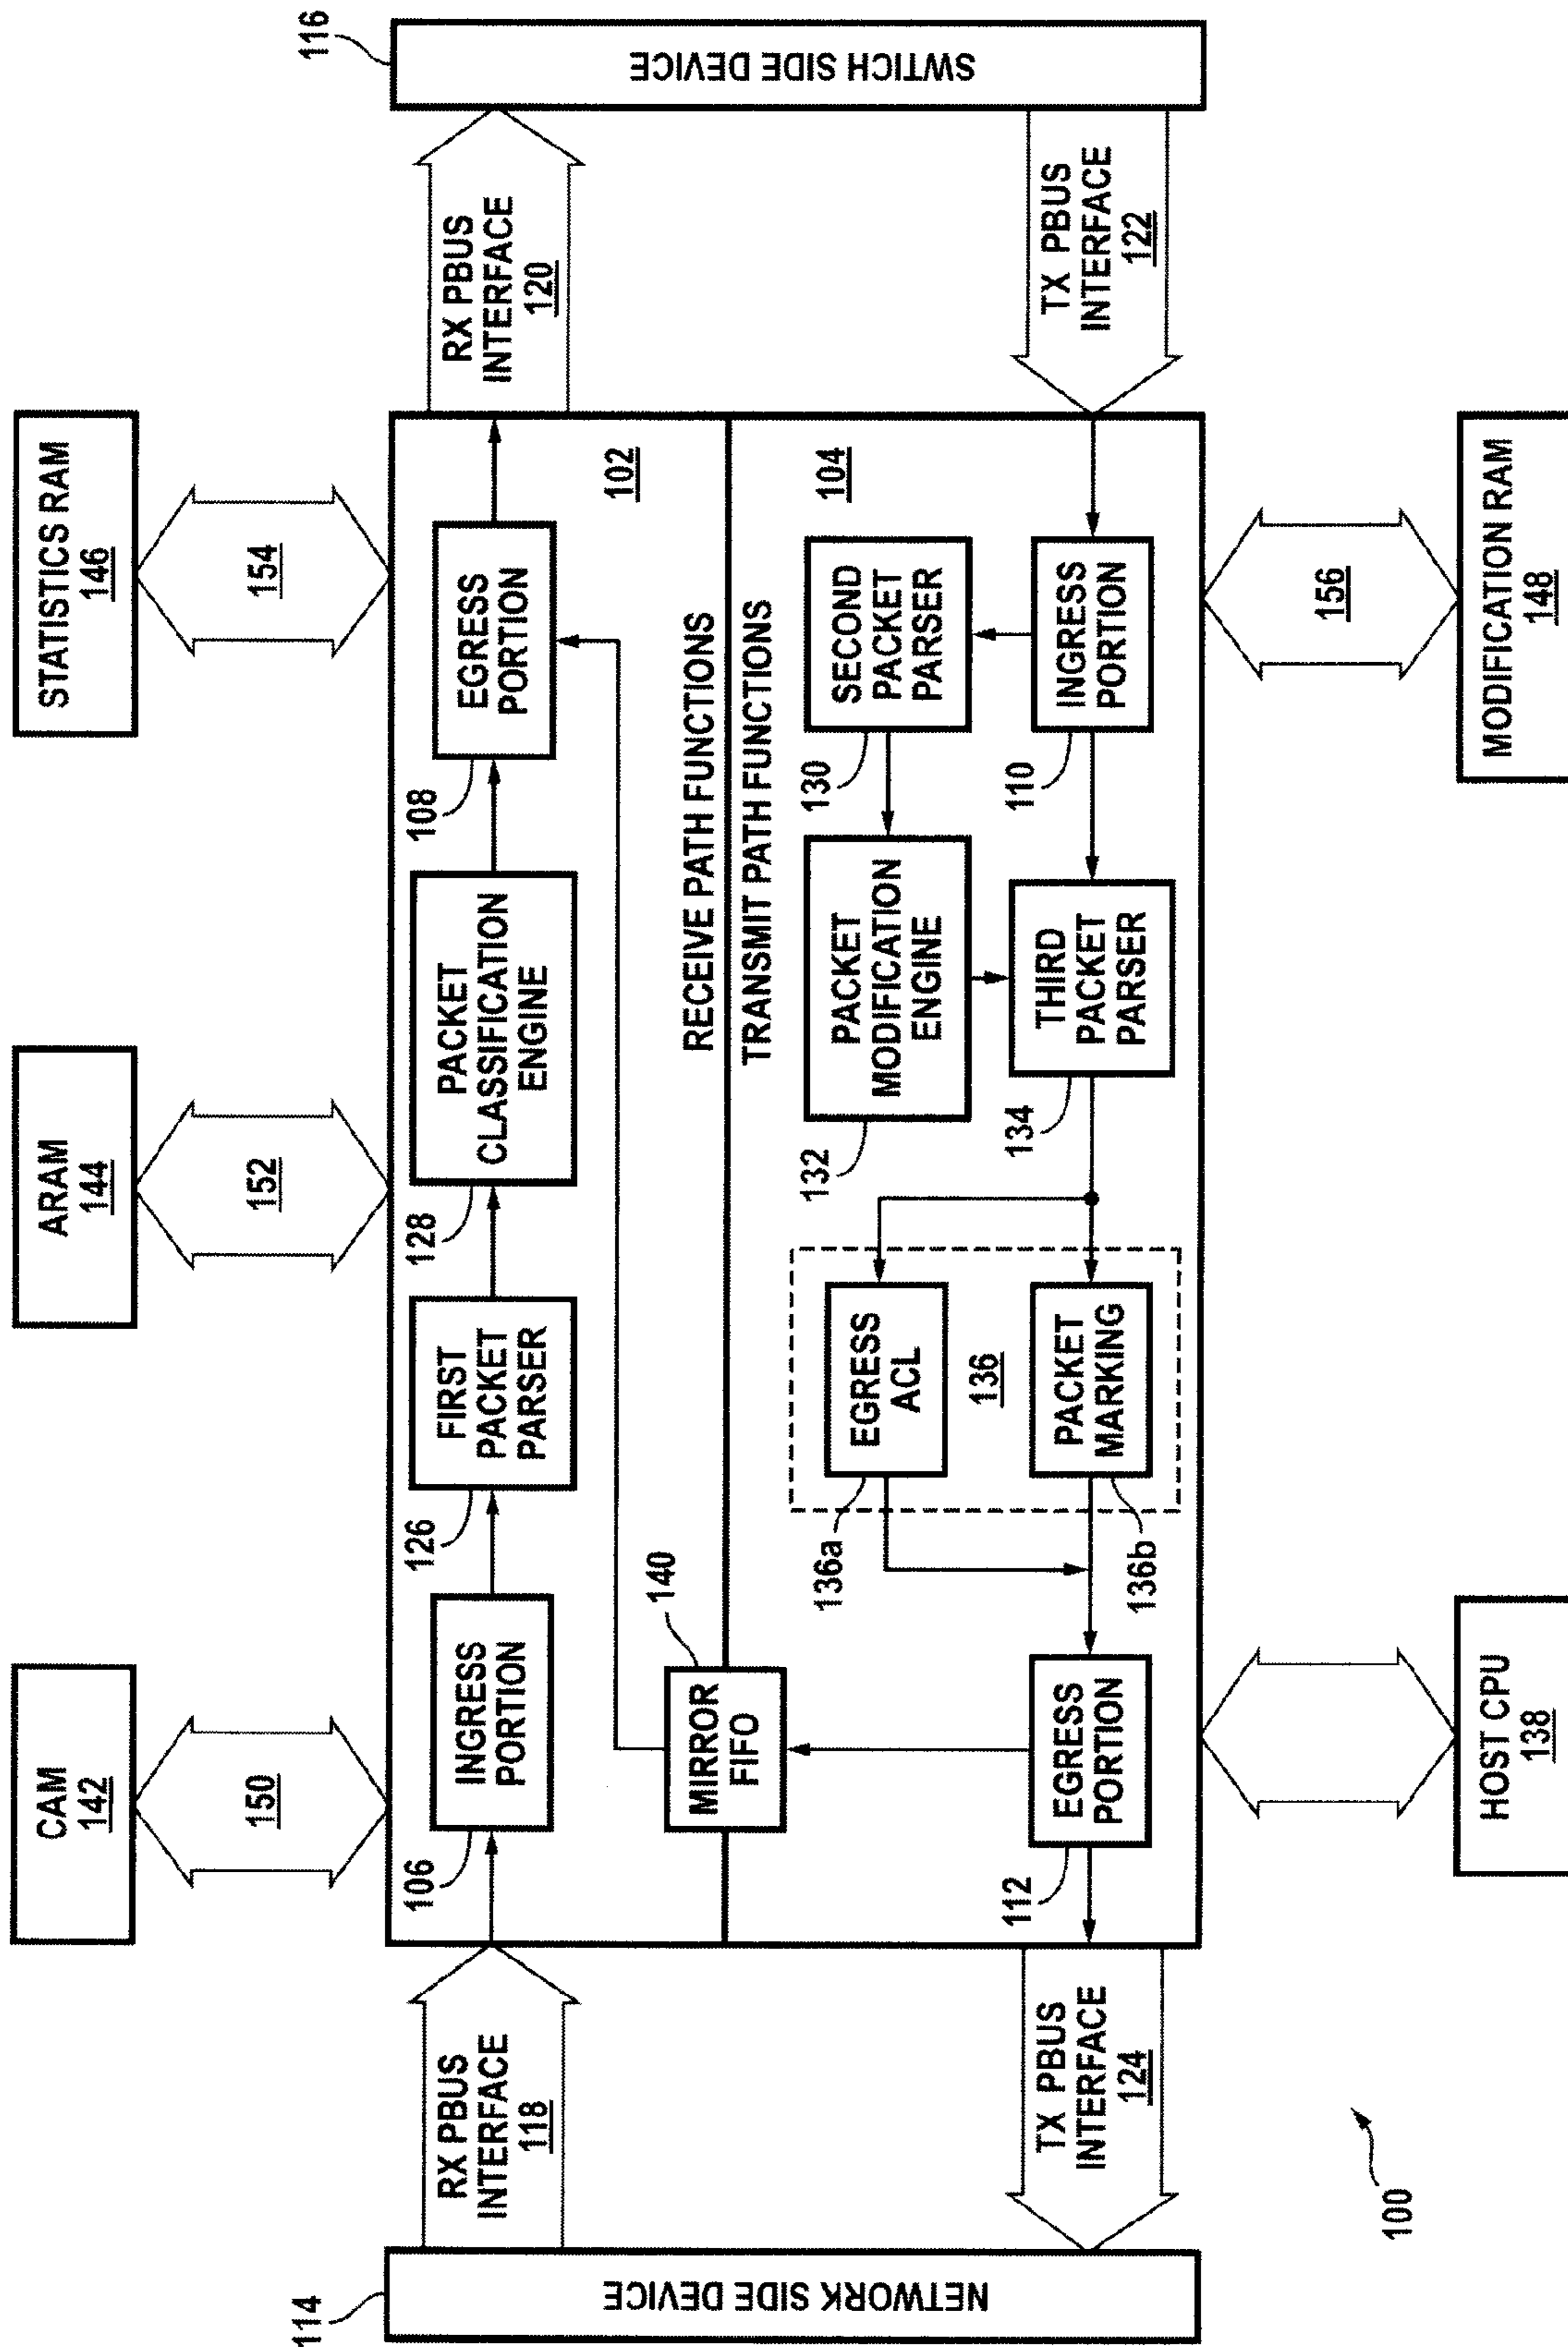 CAM
142
ARAM
144
STATISTICS RAM
146
150
152
154
114
NETWORK SIDE DEVICE
RX PBUS
INTERFACE
118
106
INGRESS
PORTION
126
FIRST
PACKET
PARSER
128
PACKET
CLASSIFICATION
ENGINE
108
EGRESS
PORTION
102
RX PBUS
INTERFACE
120
116
SWTICH SIDE DEVICE
140
MIRROR
FIFO
RECEIVE PATH FUNCTIONS
TRANSMIT PATH FUNCTIONS
104
TX PBUS
INTERFACE
124
112
EGRESS
PORTION
136a
EGRESS
ACL
136
PACKET
MARKING
136b
132
PACKET
MODIFICATION
ENGINE
134
THIRD
PACKET
PARSER
130
SECOND
PACKET
PARSER
110
INGRESS
PORTION
TX PBUS
INTERFACE
122
156
100
HOST CPU
138
MODIFICATION RAM
148